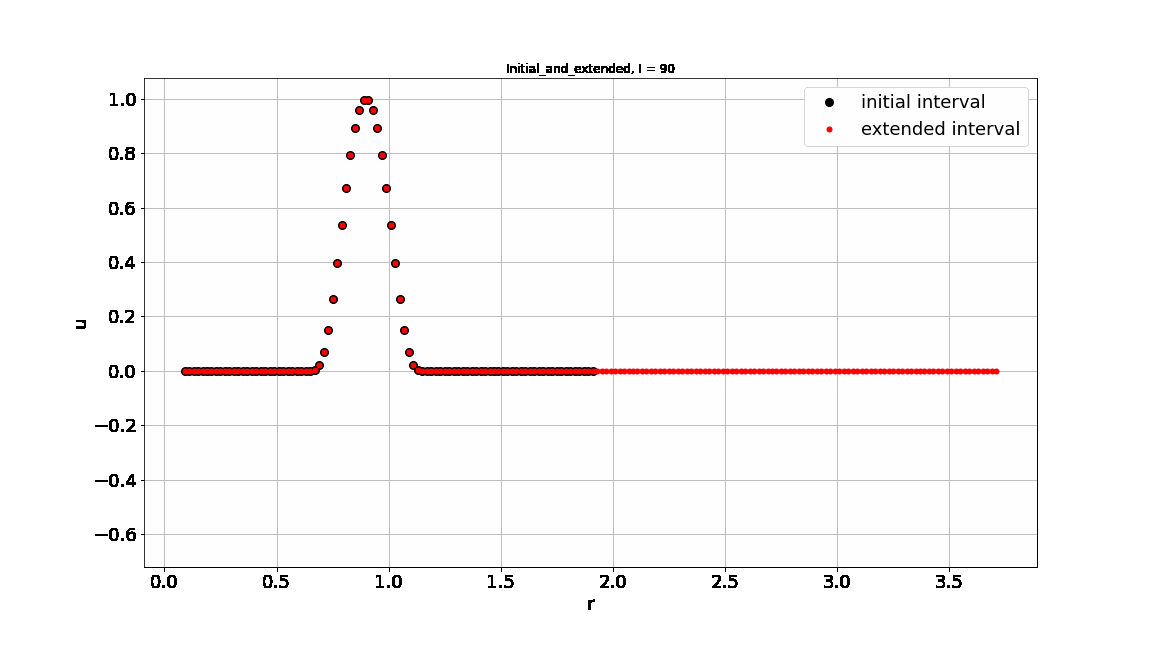 Initial_and_extended, I = 90
1.0
0.8
0.6
0.4
0.2
0.0
−0.2
−0.4
−0.6
u
initial interval
extended interval
0.0 0.5 1.0 1.5 2.0 2.5 3.0 3.5
r